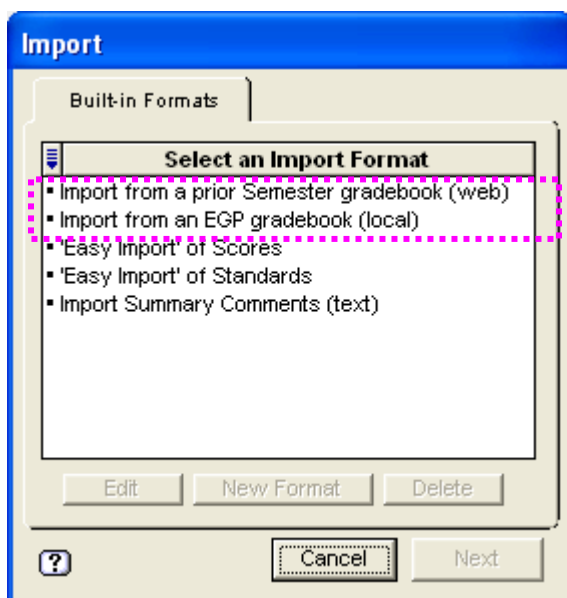 Import
Built-in Formats
Select an Import Format
▪ Import from a prior Semester gradebook (web)
▪ Import from an EGP gradebook (local)
▪ 'Easy Import' of Scores
▪ 'Easy Import' of Standards
▪ Import Summary Comments (text)
Edit New Format Delete
? Cancel Next